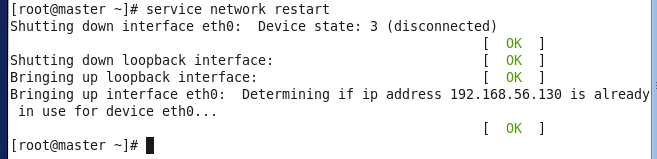 [root@master ~]# service network restart
Shutting down interface eth0:  Device state: 3 (disconnected)
                                                           [  OK  ]
Shutting down loopback interface:                          [  OK  ]
Bringing up loopback interface:                            [  OK  ]
Bringing up interface eth0:  Determining if ip address 192.168.56.130 is already
 in use for device eth0...
                                                           [  OK  ]
[root@master ~]#